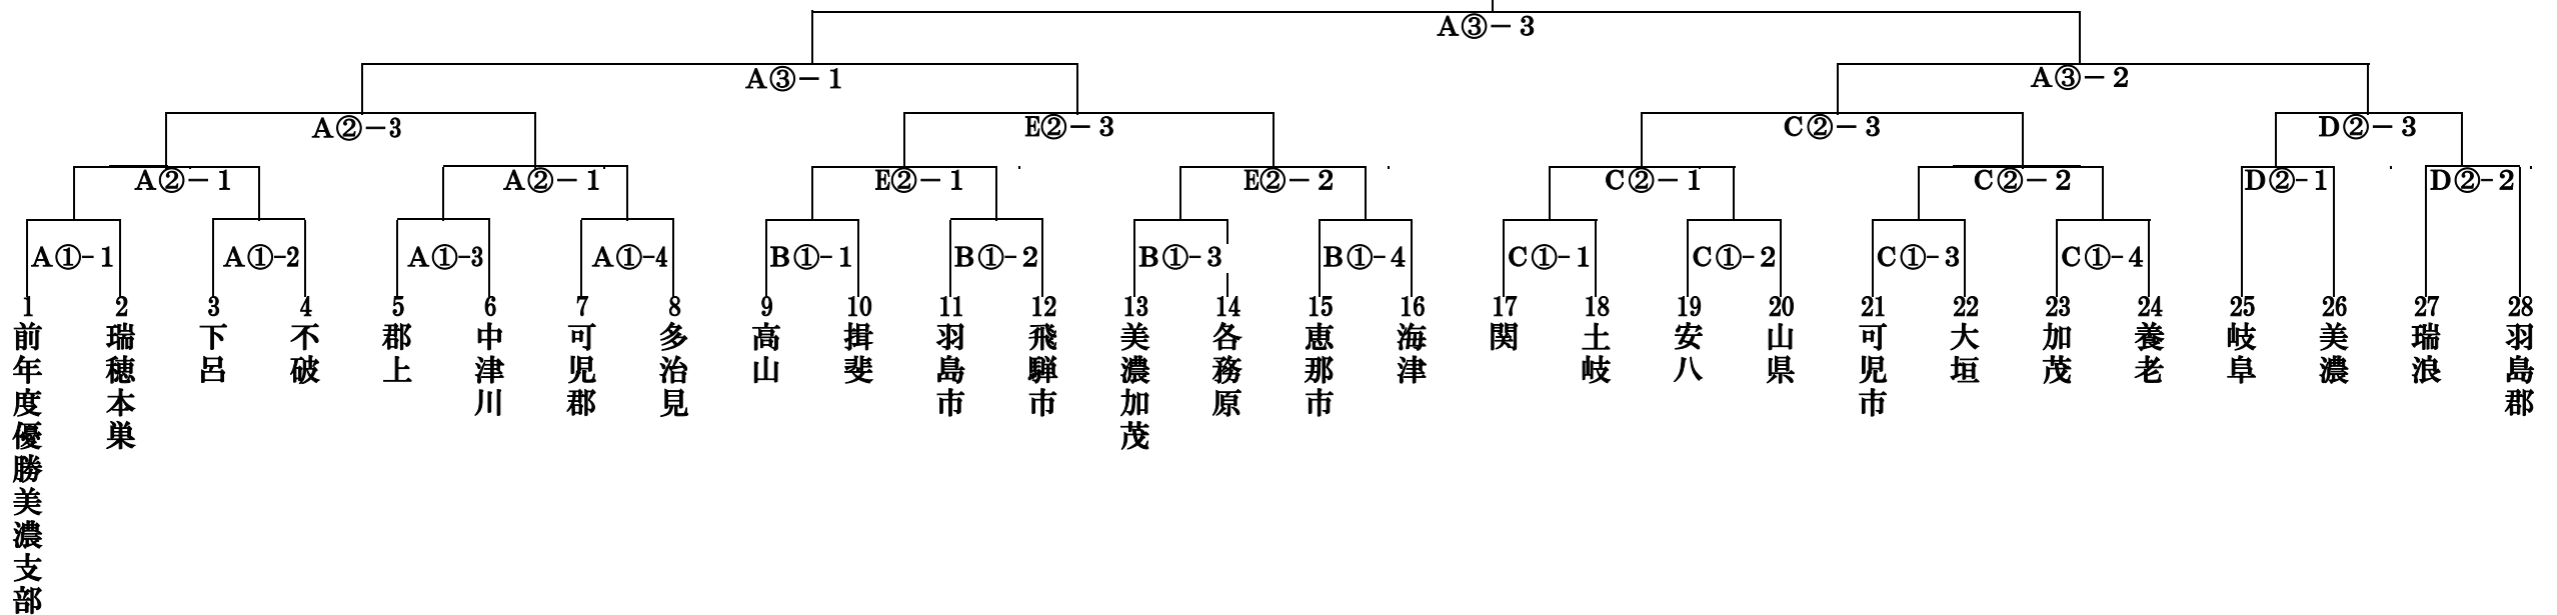 A③－3
A③－1
A③－2
A②－3
E②－3
C②－3
D②－3
A②－1
A②－1
E②－1
E②－2
C②－1
C②－2
D②-1
D②-2
A①-1
A①-2
A①-3
A①-4
B①-1
B①-2
B①-3
B①-4
C①-1
C①-2
C①-3
C①-4
1
前年度優勝美濃支部
2
瑞穂本巣
3
下呂
4
不破
5
郡上
6
中津川
7
可児郡
8
多治見
9
高山
10
揖斐
11
羽島市
12
飛騨市
13
美濃加茂
14
各務原
15
恵那市
16
海津
17
関
18
土岐
19
安八
20
山県
21
可児市
22
大垣
23
加茂
24
養老
25
岐阜
26
美濃
27
瑞浪
28
羽島郡